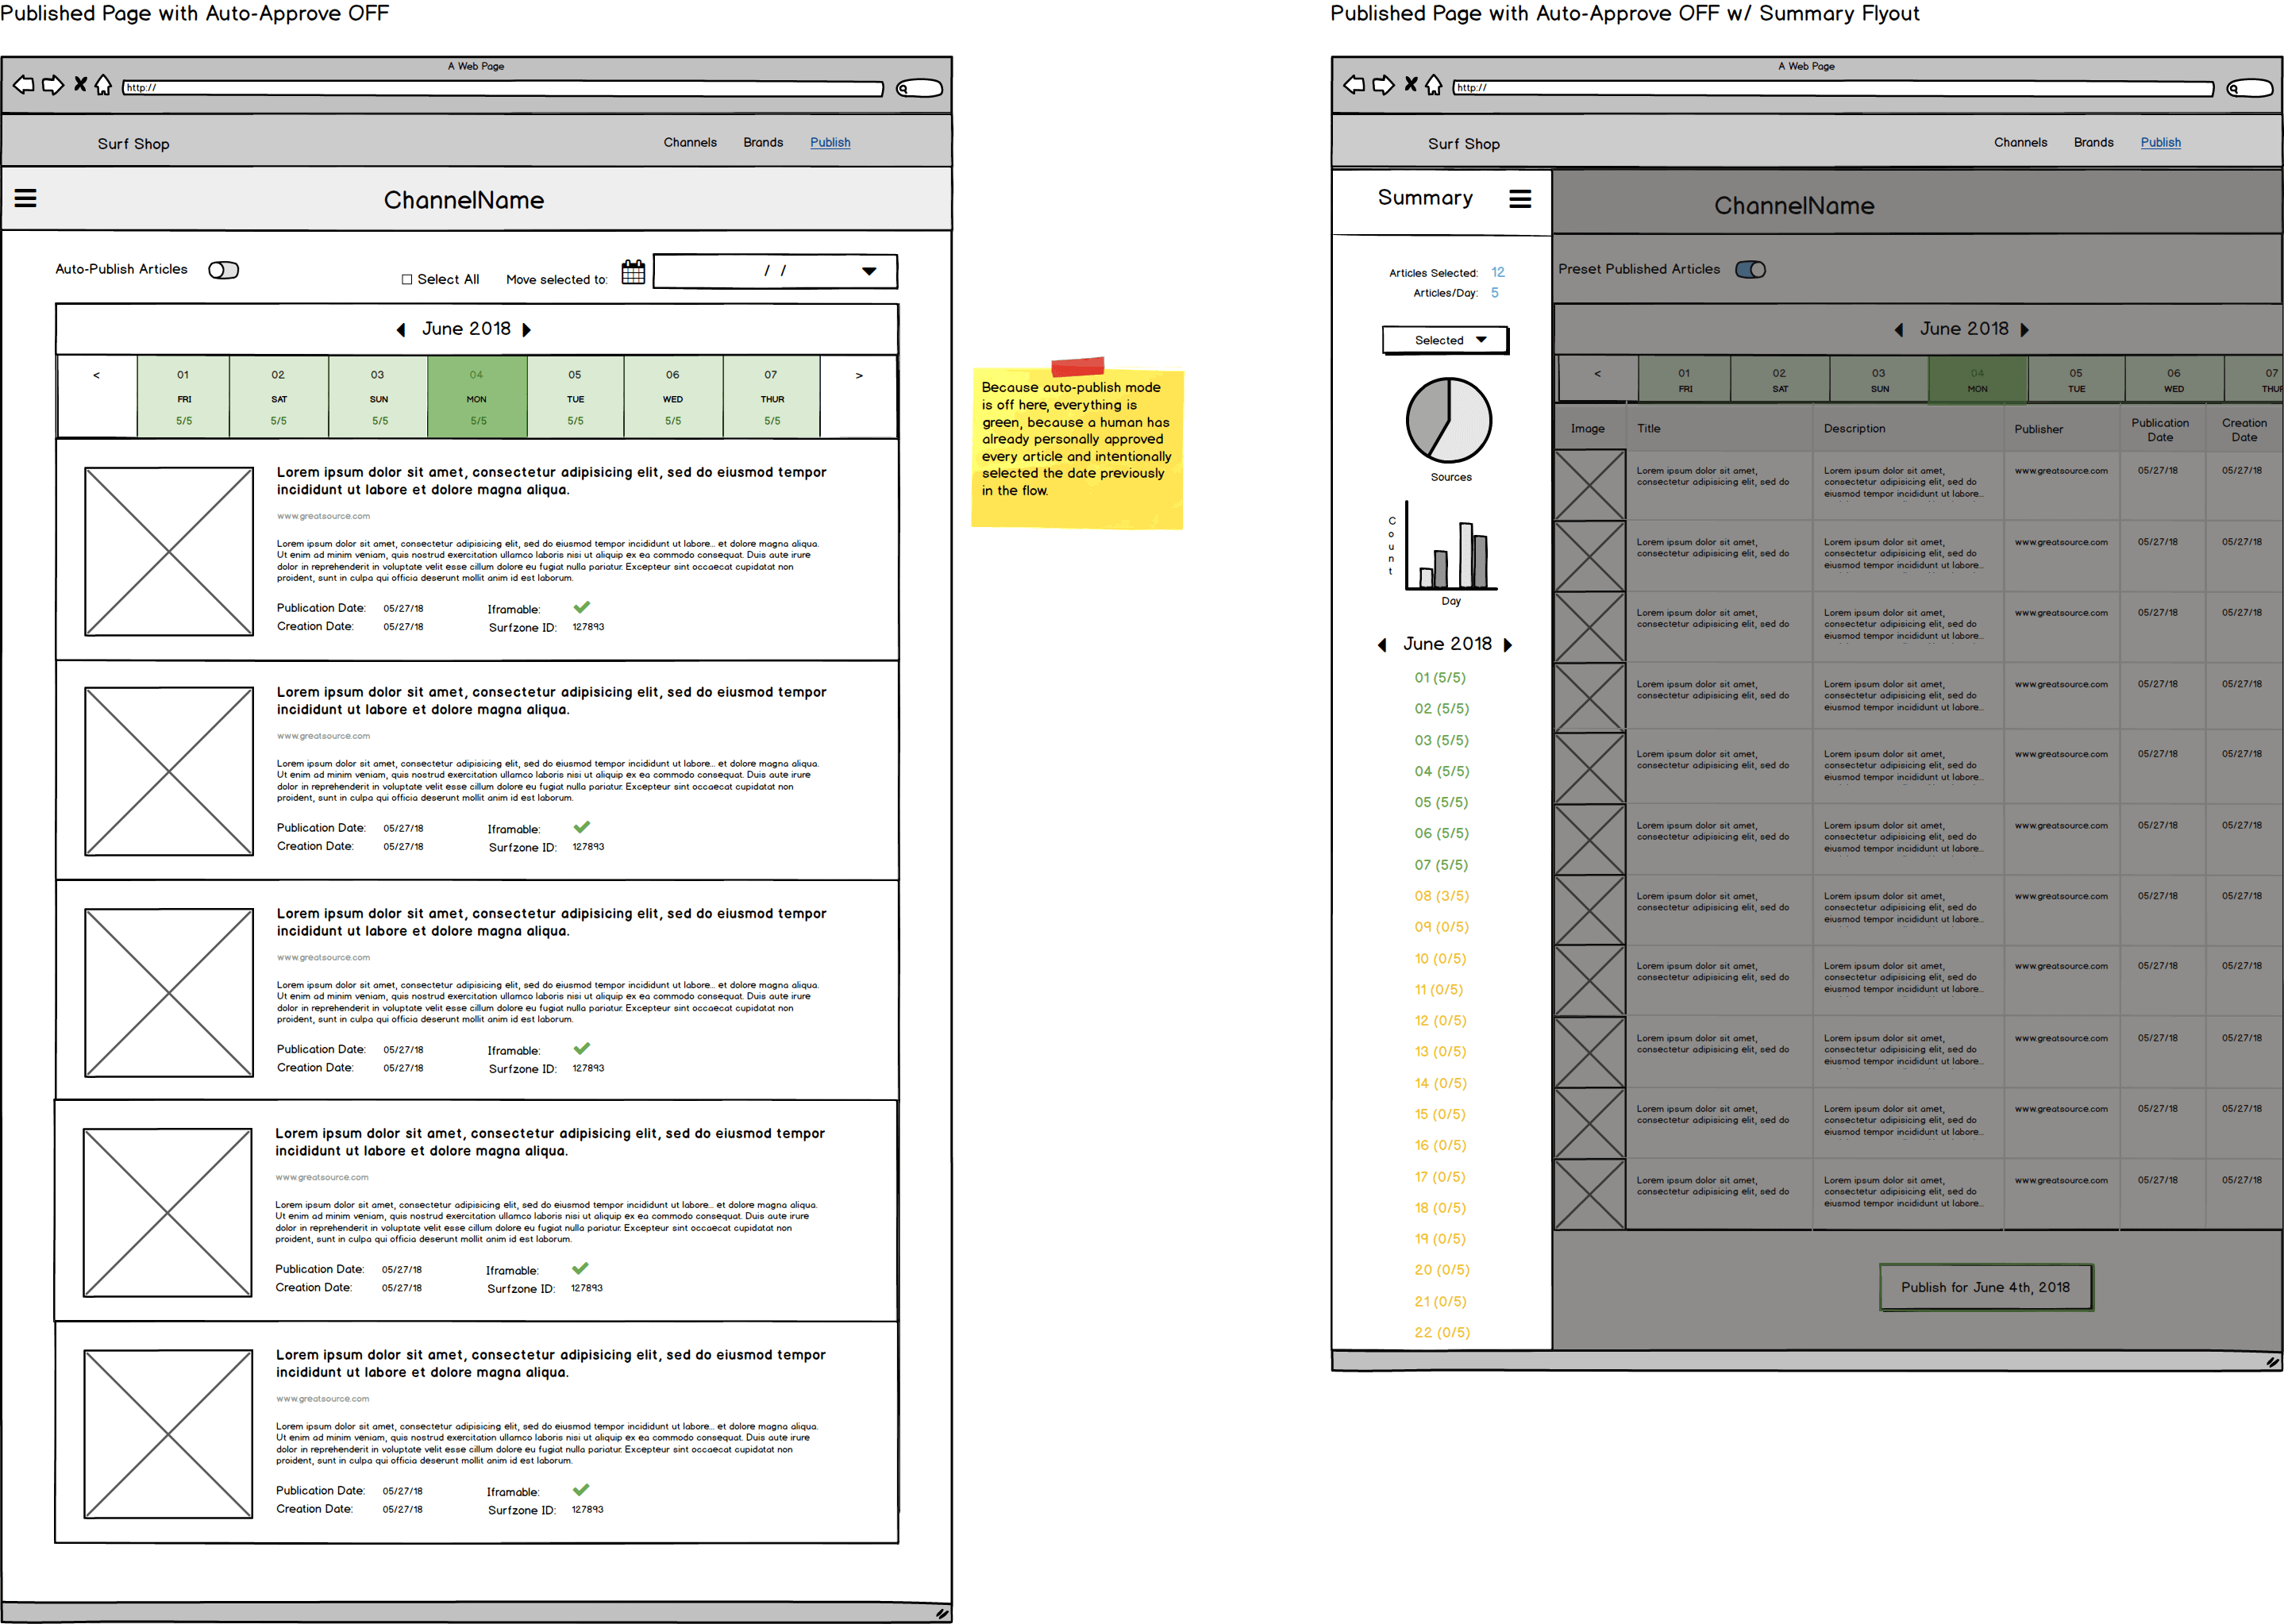 Published Page with Auto-Approve OFF
A Web Page
http://
Surf Shop
Channels Brands Publish
ChannelName
Auto-Publish Articles
Select All Move selected to: / /
June 2018
< 01 02 03 04 05 06 07 >
FRI SAT SUN MON TUE WED THUR
5/5 5/5 5/5 5/5 5/5 5/5 5/5
Lorem ipsum dolor sit amet, consectetur adipisicing elit, sed do eiusmod tempor
incididunt ut labore et dolore magna aliqua.
www.greatsource.com
Lorem ipsum dolor sit amet, consectetur adipisicing elit, sed do eiusmod tempor incididunt ut labore... et dolore magna aliqua.
Ut enim ad minim veniam, quis nostrud exercitation ullamco laboris nisi ut aliquip ex ea commodo consequat. Duis aute irure
dolor in reprehenderit in voluptate velit esse cillum dolore eu fugiat nulla pariatur. Excepteur sint occaecat cupidatat non
proident, sunt in culpa qui officia deserunt mollit anim id est laborum.
Publication Date: 05/27/18 Iframable:
Creation Date: 05/27/18 Surfzone ID: 127893
Lorem ipsum dolor sit amet, consectetur adipisicing elit, sed do eiusmod tempor
incididunt ut labore et dolore magna aliqua.
www.greatsource.com
Lorem ipsum dolor sit amet, consectetur adipisicing elit, sed do eiusmod tempor incididunt ut labore... et dolore magna aliqua.
Ut enim ad minim veniam, quis nostrud exercitation ullamco laboris nisi ut aliquip ex ea commodo consequat. Duis aute irure
dolor in reprehenderit in voluptate velit esse cillum dolore eu fugiat nulla pariatur. Excepteur sint occaecat cupidatat non
proident, sunt in culpa qui officia deserunt mollit anim id est laborum.
Publication Date: 05/27/18 Iframable:
Creation Date: 05/27/18 Surfzone ID: 127893
Lorem ipsum dolor sit amet, consectetur adipisicing elit, sed do eiusmod tempor
incididunt ut labore et dolore magna aliqua.
www.greatsource.com
Lorem ipsum dolor sit amet, consectetur adipisicing elit, sed do eiusmod tempor incididunt ut labore... et dolore magna aliqua.
Ut enim ad minim veniam, quis nostrud exercitation ullamco laboris nisi ut aliquip ex ea commodo consequat. Duis aute irure
dolor in reprehenderit in voluptate velit esse cillum dolore eu fugiat nulla pariatur. Excepteur sint occaecat cupidatat non
proident, sunt in culpa qui officia deserunt mollit anim id est laborum.
Publication Date: 05/27/18 Iframable:
Creation Date: 05/27/18 Surfzone ID: 127893
Lorem ipsum dolor sit amet, consectetur adipisicing elit, sed do eiusmod tempor
incididunt ut labore et dolore magna aliqua.
www.greatsource.com
Lorem ipsum dolor sit amet, consectetur adipisicing elit, sed do eiusmod tempor incididunt ut labore... et dolore magna aliqua.
Ut enim ad minim veniam, quis nostrud exercitation ullamco laboris nisi ut aliquip ex ea commodo consequat. Duis aute irure
dolor in reprehenderit in voluptate velit esse cillum dolore eu fugiat nulla pariatur. Excepteur sint occaecat cupidatat non
proident, sunt in culpa qui officia deserunt mollit anim id est laborum.
Publication Date: 05/27/18 Iframable:
Creation Date: 05/27/18 Surfzone ID: 127893
Lorem ipsum dolor sit amet, consectetur adipisicing elit, sed do eiusmod tempor
incididunt ut labore et dolore magna aliqua.
www.greatsource.com
Lorem ipsum dolor sit amet, consectetur adipisicing elit, sed do eiusmod tempor incididunt ut labore... et dolore magna aliqua.
Ut enim ad minim veniam, quis nostrud exercitation ullamco laboris nisi ut aliquip ex ea commodo consequat. Duis aute irure
dolor in reprehenderit in voluptate velit esse cillum dolore eu fugiat nulla pariatur. Excepteur sint occaecat cupidatat non
proident, sunt in culpa qui officia deserunt mollit anim id est laborum.
Publication Date: 05/27/18 Iframable:
Creation Date: 05/27/18 Surfzone ID: 127893
Because auto-publish mode
is off here, everything is
green, because a human has
already personally approved
every article and intentionally
selected the date previously
in the flow.
Published Page with Auto-Approve OFF w/ Summary Flyout
A Web Page
http://
Surf Shop
Channels Brands Publish
Summary
Articles Selected: 12
Articles/Day: 5
Selected
Sources
Count
Day
June 2018
01 (5/5)
02 (5/5)
03 (5/5)
04 (5/5)
05 (5/5)
06 (5/5)
07 (5/5)
08 (3/5)
09 (0/5)
10 (0/5)
11 (0/5)
12 (0/5)
13 (0/5)
14 (0/5)
15 (0/5)
16 (0/5)
17 (0/5)
18 (0/5)
19 (0/5)
20 (0/5)
21 (0/5)
22 (0/5)
ChannelName
Preset Published Articles
June 2018
< 01 02 03 04 05 06 07
FRI SAT SUN MON TUE WED THUR
Image Title Description Publisher Publication Date Creation Date
Lorem ipsum dolor sit amet, Lorem ipsum dolor sit amet, www.greatsource.com 05/27/18 05/27/18
consectetur adipisicing elit, sed do consectetur adipisicing elit, sed do
eiusmod tempor incididunt ut labore...
Lorem ipsum dolor sit amet, Lorem ipsum dolor sit amet, www.greatsource.com 05/27/18 05/27/18
consectetur adipisicing elit, sed do consectetur adipisicing elit, sed do
eiusmod tempor incididunt ut labore...
Lorem ipsum dolor sit amet, Lorem ipsum dolor sit amet, www.greatsource.com 05/27/18 05/27/18
consectetur adipisicing elit, sed do consectetur adipisicing elit, sed do
eiusmod tempor incididunt ut labore...
Lorem ipsum dolor sit amet, Lorem ipsum dolor sit amet, www.greatsource.com 05/27/18 05/27/18
consectetur adipisicing elit, sed do consectetur adipisicing elit, sed do
eiusmod tempor incididunt ut labore...
Lorem ipsum dolor sit amet, Lorem ipsum dolor sit amet, www.greatsource.com 05/27/18 05/27/18
consectetur adipisicing elit, sed do consectetur adipisicing elit, sed do
eiusmod tempor incididunt ut labore...
Lorem ipsum dolor sit amet, Lorem ipsum dolor sit amet, www.greatsource.com 05/27/18 05/27/18
consectetur adipisicing elit, sed do consectetur adipisicing elit, sed do
eiusmod tempor incididunt ut labore...
Lorem ipsum dolor sit amet, Lorem ipsum dolor sit amet, www.greatsource.com 05/27/18 05/27/18
consectetur adipisicing elit, sed do consectetur adipisicing elit, sed do
eiusmod tempor incididunt ut labore...
Lorem ipsum dolor sit amet, Lorem ipsum dolor sit amet, www.greatsource.com 05/27/18 05/27/18
consectetur adipisicing elit, sed do consectetur adipisicing elit, sed do
eiusmod tempor incididunt ut labore...
Lorem ipsum dolor sit amet, Lorem ipsum dolor sit amet, www.greatsource.com 05/27/18 05/27/18
consectetur adipisicing elit, sed do consectetur adipisicing elit, sed do
eiusmod tempor incididunt ut labore...
Lorem ipsum dolor sit amet, Lorem ipsum dolor sit amet, www.greatsource.com 05/27/18 05/27/18
consectetur adipisicing elit, sed do consectetur adipisicing elit, sed do
eiusmod tempor incididunt ut labore...
Lorem ipsum dolor sit amet, Lorem ipsum dolor sit amet, www.greatsource.com 05/27/18 05/27/18
consectetur adipisicing elit, sed do consectetur adipisicing elit, sed do
eiusmod tempor incididunt ut labore...
Publish for June 4th, 2018